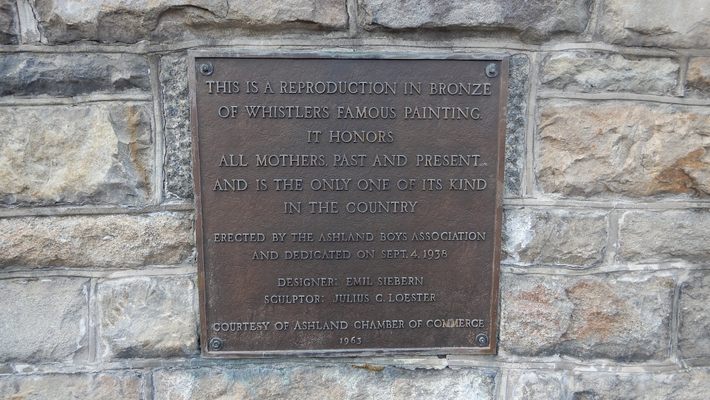 THIS IS A REPRODUCTION IN BRONZE
OF WHISTLERS FAMOUS PAINTING.
IT HONORS
ALL MOTHERS, PAST AND PRESENT,
AND IS THE ONLY ONE OF ITS KIND
IN THE COUNTRY
ERECTED BY THE ASHLAND BOYS ASSOCIATION
AND DEDICATED ON SEPT. 4, 1938
DESIGNER: EMIL SIEBERN
SCULPTOR: JULIUS C. LOESTER
COURTESY OF ASHLAND CHAMBER OF COMMERCE
1963